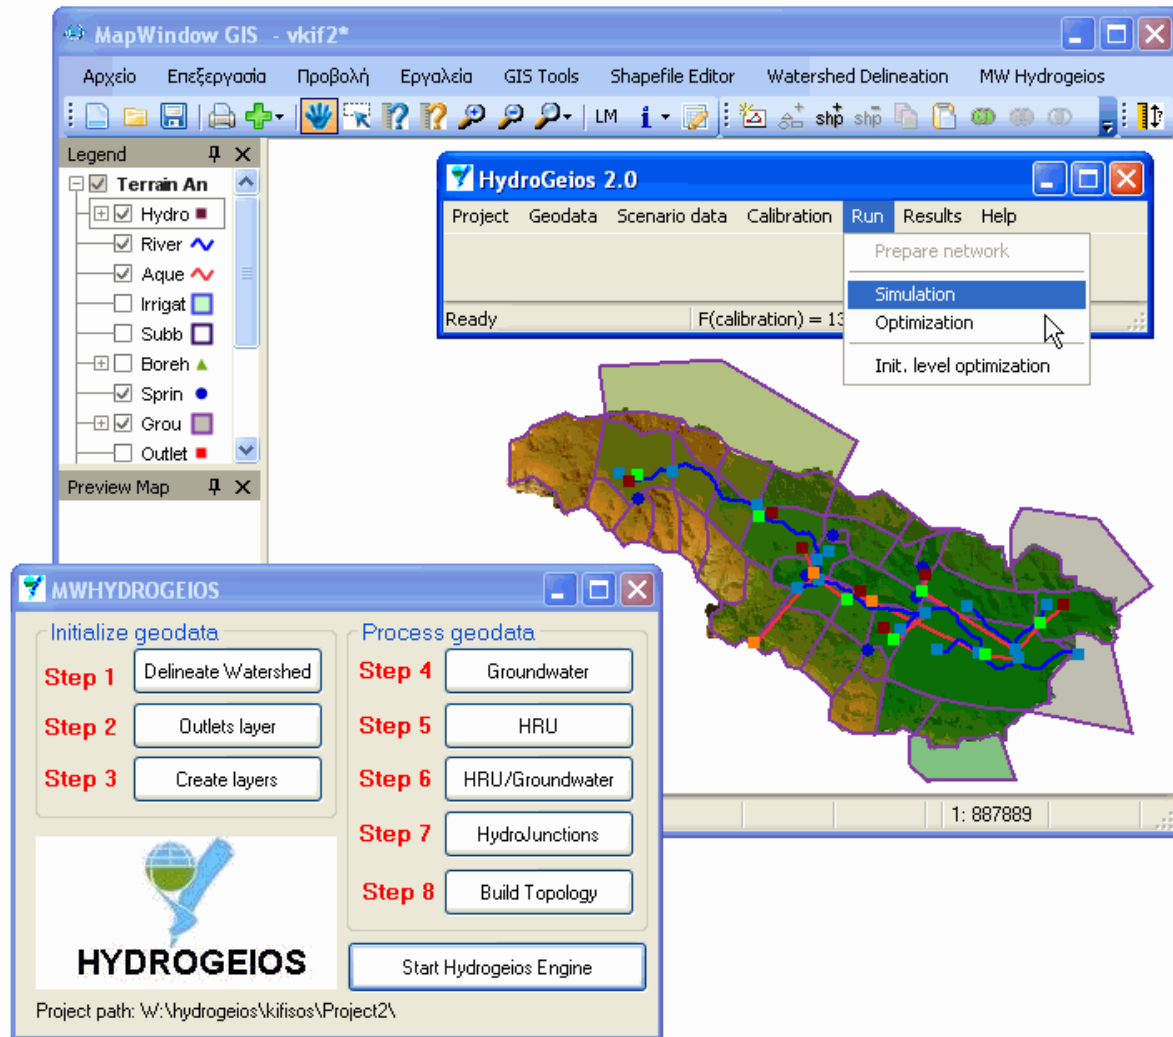 MapWindow GIS - vkif2*
Αρχείο Επεξεργασία Προβολή Εργαλεία GIS Tools Shapefile Editor Watershed Delineation MW Hydrogeios
LM i shp shp
Legend
Terrain An
Hydro
River
Aque
Irrigat
Subb
Boreh
Sprin
Grou
Outlet
Preview Map
HydroGeios 2.0
Project Geodata Scenario data Calibration Run Results Help
Prepare network
Simulation
Optimization
Init. level optimization
Ready F(calibration) = 13
1: 887889
MWHYDROGEIOS
Initialize geodata
Step 1 Delineate Watershed
Step 2 Outlets layer
Step 3 Create layers
Process geodata
Step 4 Groundwater
Step 5 HRU
Step 6 HRU/Groundwater
Step 7 HydroJunctions
Step 8 Build Topology
HYDROGEIOS
Start Hydrogeios Engine
Project path: W:\hydrogeios\kifisos\Project2\